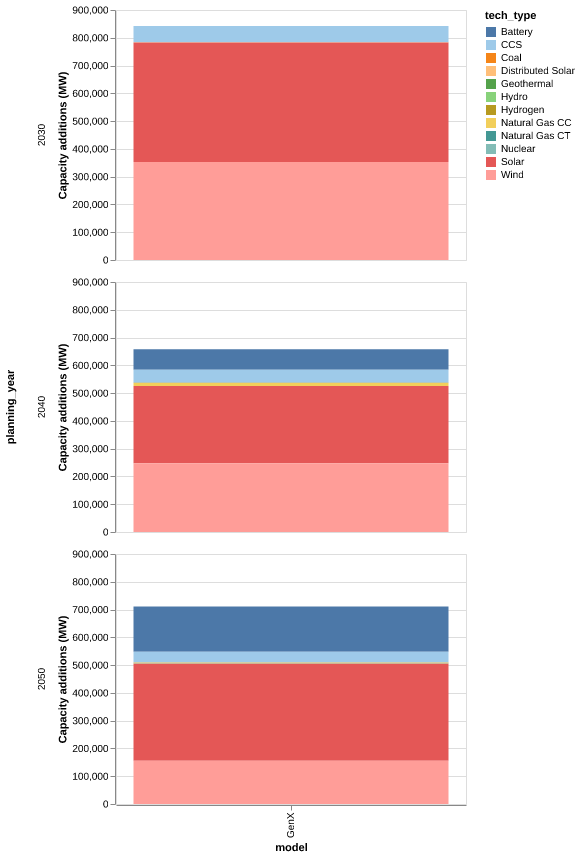 planning_year
2030
Capacity additions (MW)
900,000
800,000
700,000
600,000
500,000
400,000
300,000
200,000
100,000
0
2040
Capacity additions (MW)
900,000
800,000
700,000
600,000
500,000
400,000
300,000
200,000
100,000
0
2050
Capacity additions (MW)
900,000
800,000
700,000
600,000
500,000
400,000
300,000
200,000
100,000
0
GenX
model
tech_type
Battery
CCS
Coal
Distributed Solar
Geothermal
Hydro
Hydrogen
Natural Gas CC
Natural Gas CT
Nuclear
Solar
Wind